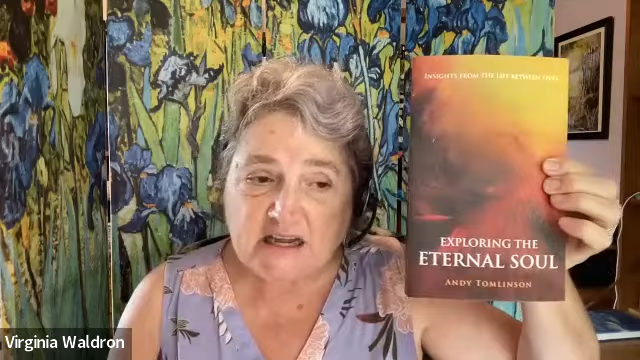 INSIGHTS FROM THE LIFE BETWEEN LIVES
EXPLORING THE
ETERNAL SOUL
ANDY TOMLINSON
Virginia Waldron